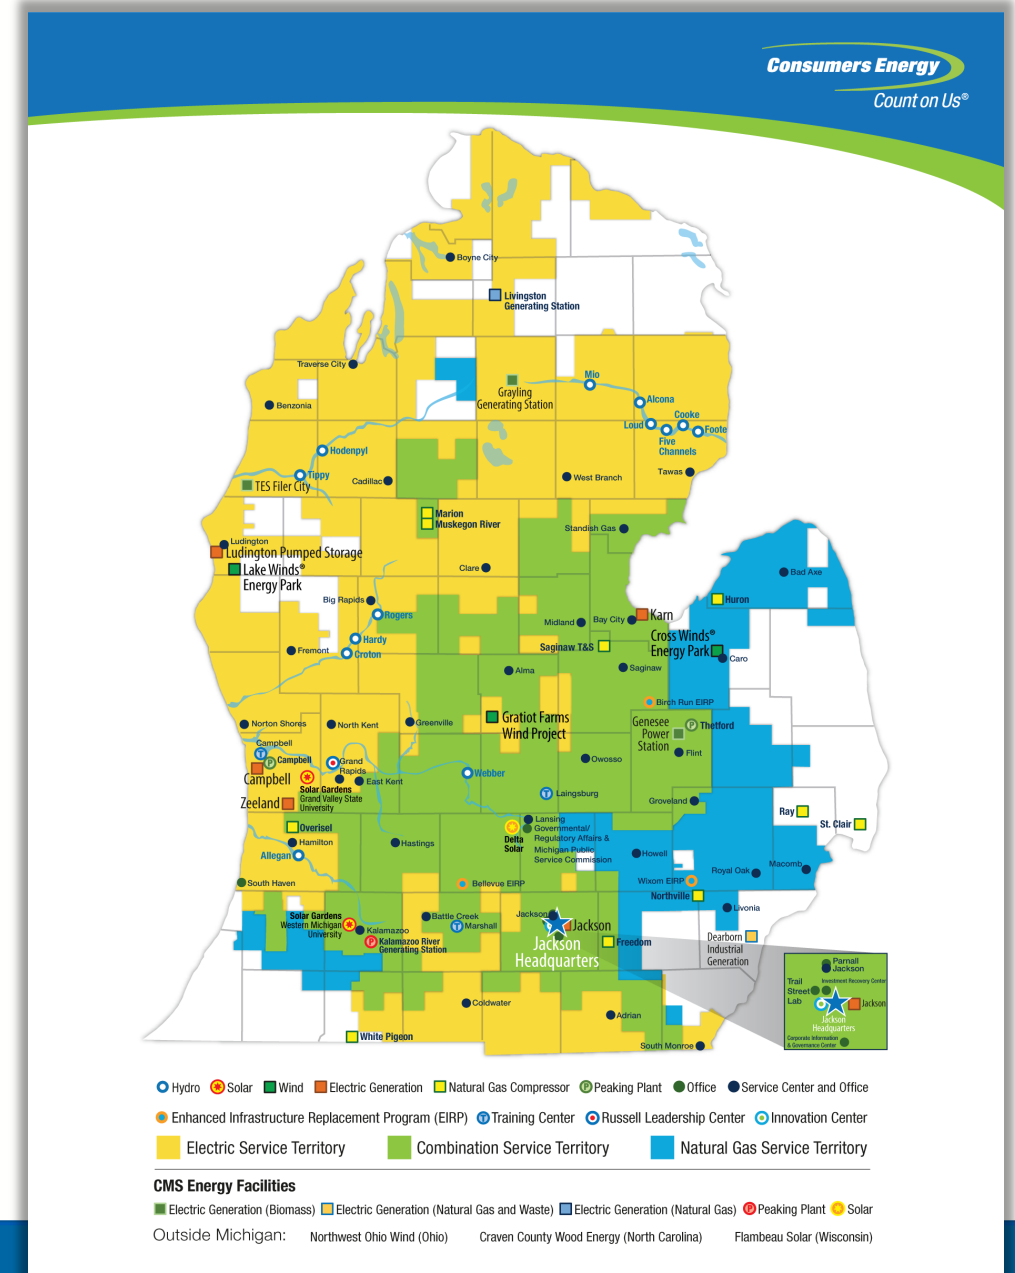 Consumers Energy
Count on Us®
Boyne City
Livingston
Generating Station
Traverse City
Benzonia
Grayling
Generating Station
Mio
Alcona
Loud
Cooke
Foote
Five
Channels
Hodenpyl
Tippy
TES Filer City
Cadillac
West Branch
Tawas
Marion
Muskegon River
Standish Gas
Ludington
Ludington Pumped Storage
Lake Winds®
Energy Park
Clare
Bad Axe
Huron
Big Rapids
Rogers
Midland
Bay City
Karn
Hardy
Croton
Fremont
Saginaw T&S
Cross Winds®
Energy Park
Caro
Alma
Saginaw
Birch Run EIRP
Norton Shores
North Kent
Greenville
Gratiot Farms
Wind Project
Genesee
Power
Station
Thetford
Flint
Campbell
Campbell
Campbell
Grand
Rapids
East Kent
Webber
Owosso
Solar Gardens
Grand Valley State
University
Zeeland
Laingsburg
Groveland
Ray
St. Clair
Overisel
Hamilton
Allegan
Hastings
Delta
Solar
Lansing
Governmental/
Regulatory Affairs &
Michigan Public
Service Commission
Howell
Royal Oak
Macomb
South Haven
Bellevue EIRP
Wixom EIRP
Northville
Livonia
Solar Gardens
Western Michigan
University
Kalamazoo
Kalamazoo River
Generating Station
Battle Creek
Marshall
Jackson
Jackson
Jackson
Headquarters
Freedom
Dearborn
Industrial
Generation
Parnall
Jackson
Trail
Street
Lab
Investment Recovery Center
Jackson
Jackson
Headquarters
Corporate Information
& Governance Center
Coldwater
Adrian
South Monroe
White Pigeon
Hydro Solar Wind Electric Generation Natural Gas Compressor Peaking Plant Office Service Center and Office
Enhanced Infrastructure Replacement Program (EIRP) Training Center Russell Leadership Center Innovation Center
Electric Service Territory Combination Service Territory Natural Gas Service Territory
CMS Energy Facilities
Electric Generation (Biomass) Electric Generation (Natural Gas and Waste) Electric Generation (Natural Gas) Peaking Plant Solar
Outside Michigan: Northwest Ohio Wind (Ohio) Craven County Wood Energy (North Carolina) Flambeau Solar (Wisconsin)